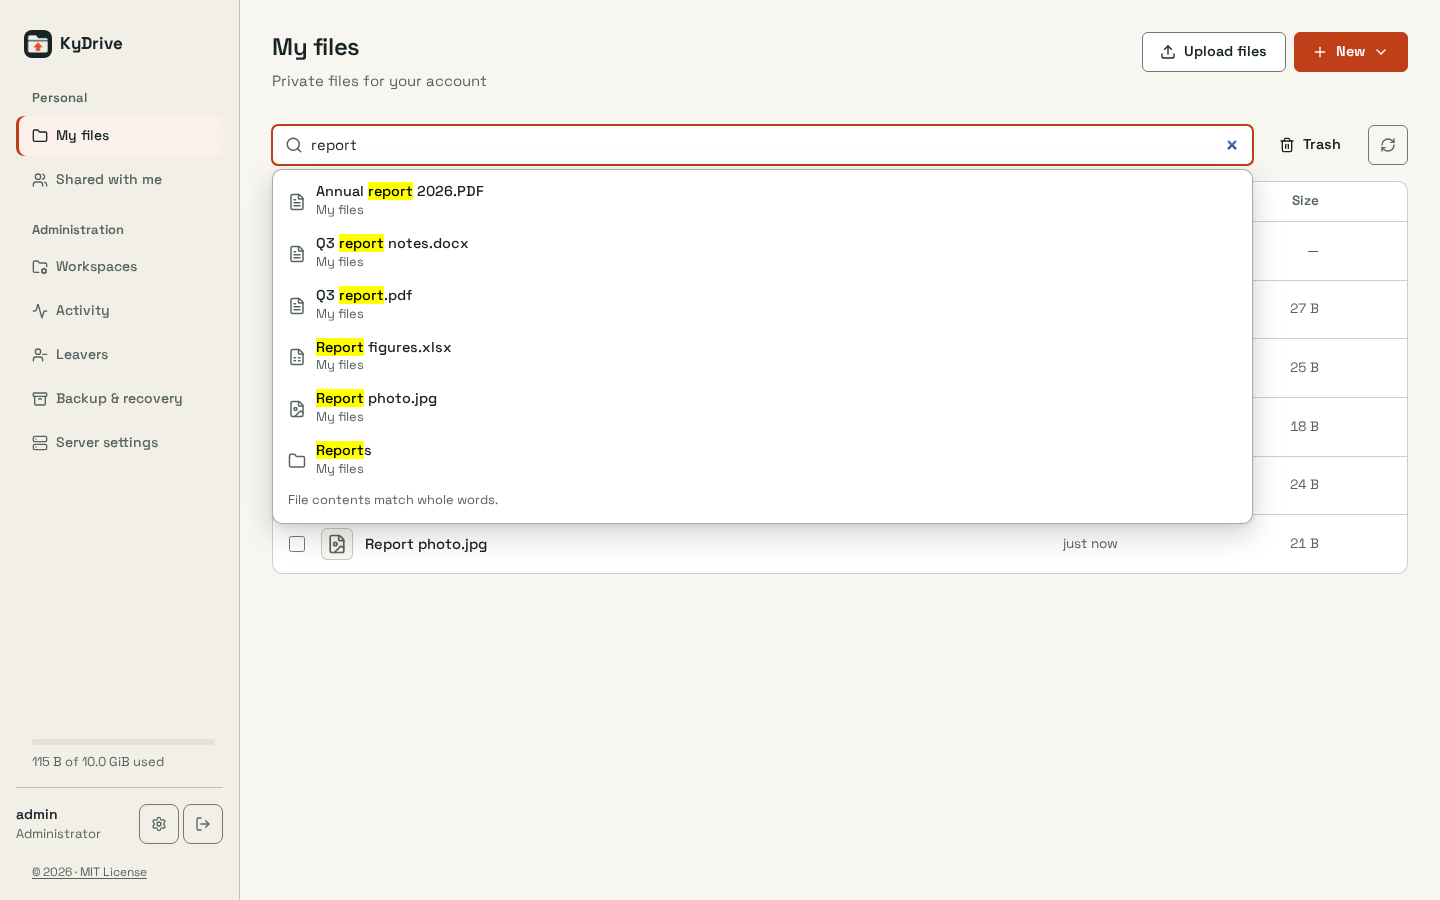 KyDrive
Personal
My files
Shared with me
Administration
Workspaces
Activity
Leavers
Backup & recovery
Server settings
115 B of 10.0 GiB used
admin
Administrator
© 2026 · MIT License
My files
Private files for your account
Upload files
New
report
Trash
Annual report 2026.PDF
My files
Q3 report notes.docx
My files
Q3 report.pdf
My files
Report figures.xlsx
My files
Report photo.jpg
My files
Reports
My files
File contents match whole words.
Size
—
27 B
25 B
18 B
24 B
Report photo.jpg just now 21 B